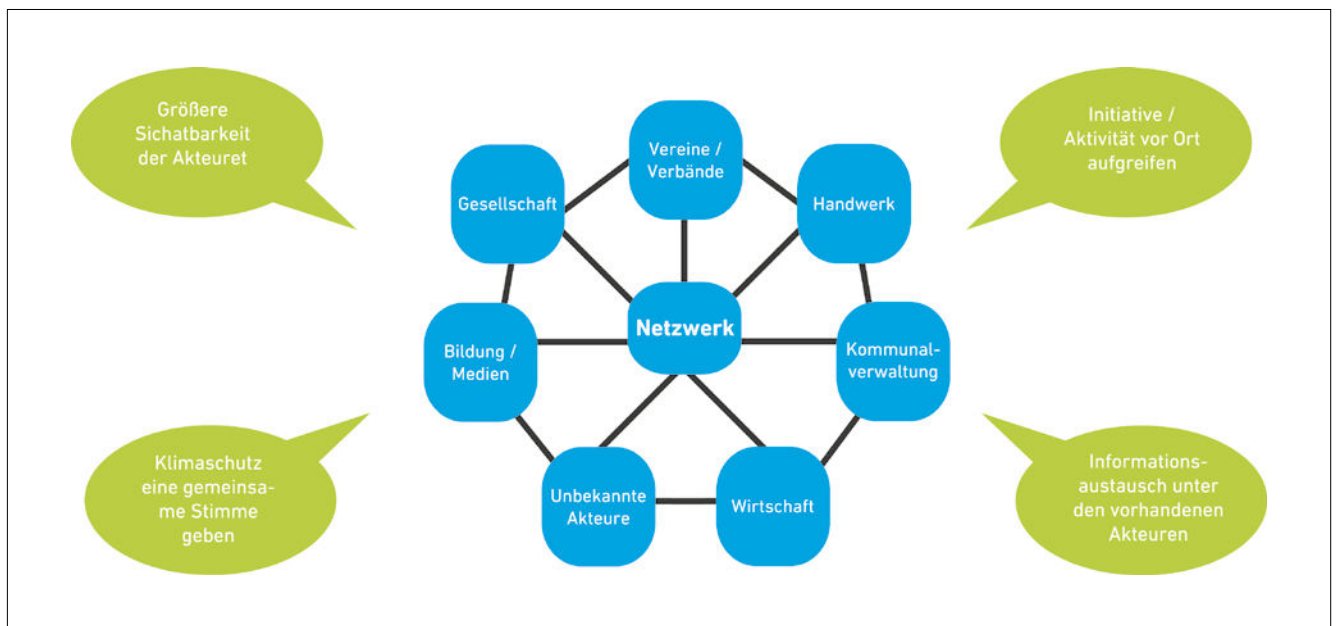 Größere
Sichatbarkeit
der Akteuret
Initiative /
Aktivität vor Ort
aufgreifen
Vereine /
Verbände
Gesellschaft
Handwerk
Netzwerk
Bildung /
Medien
Kommunal-
verwaltung
Unbekannte
Akteure
Wirtschaft
Klimaschutz
eine gemeinsa-
me Stimme
geben
Informations-
austausch unter
den vorhandenen
Akteuren